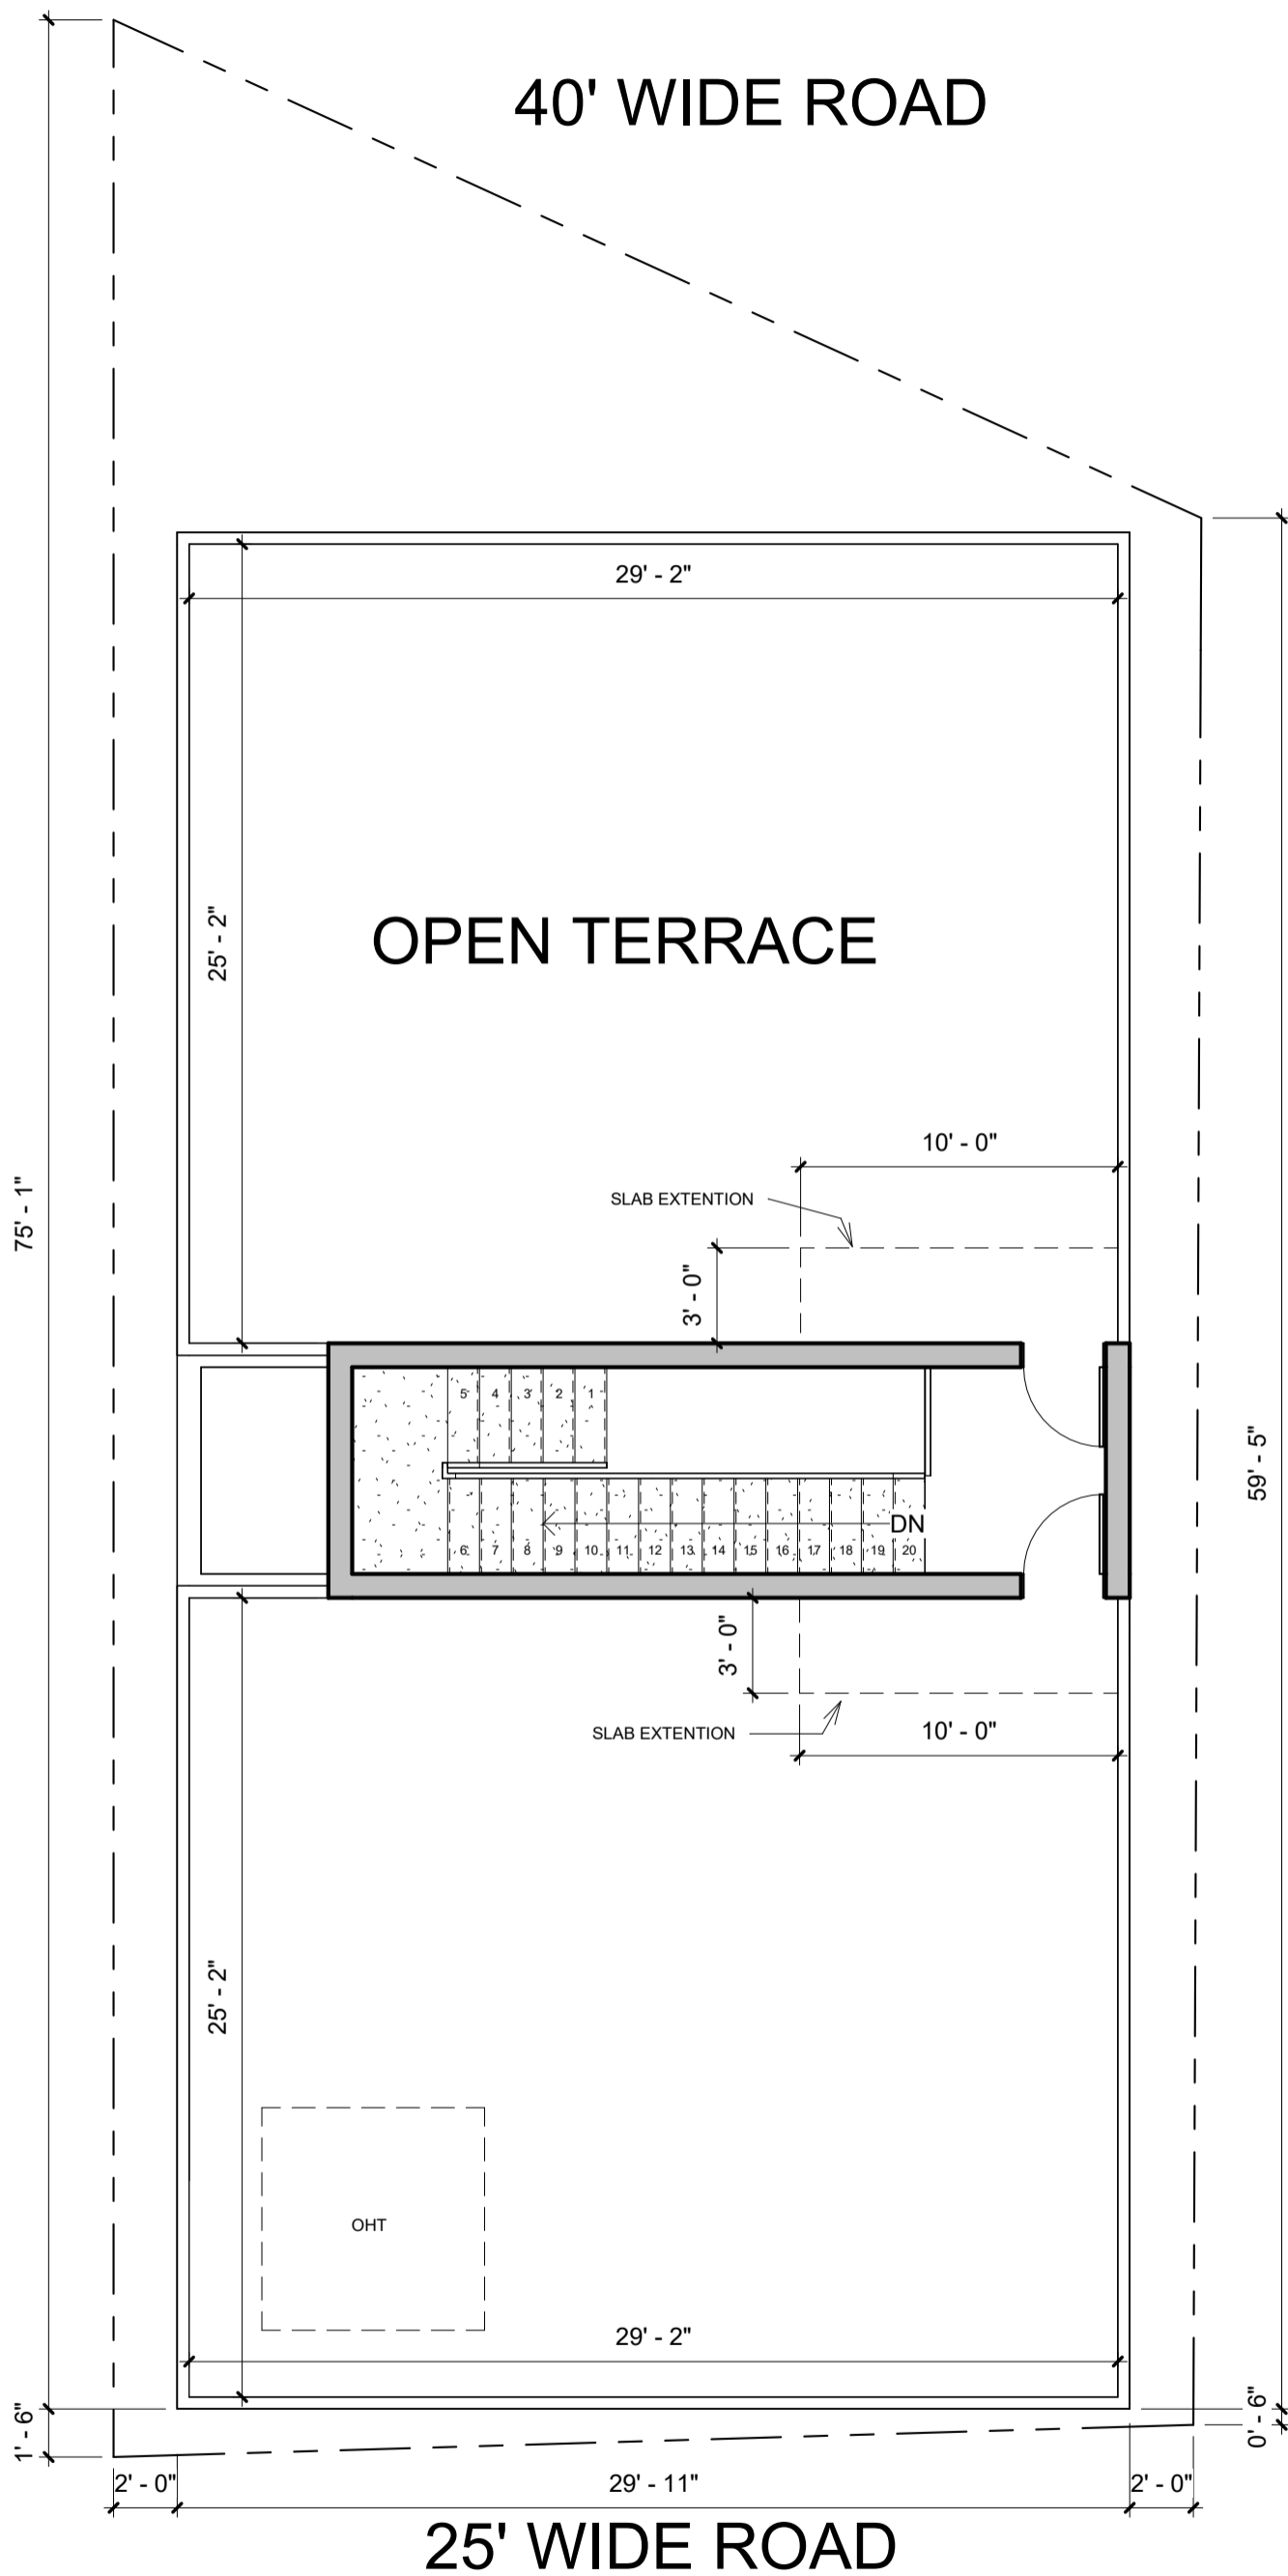 40' WIDE ROAD
29' - 2"
25' - 2"
OPEN TERRACE
10' - 0"
SLAB EXTENTION
75' - 1"
3' - 0"
5 4 3 2 1
59' - 5"
DN
6 7 8 9 10 11 12 13 14 15 16 17 18 19 20
3' - 0"
SLAB EXTENTION
10' - 0"
25' - 2"
OHT
29' - 2"
1' - 6"
0' - 6"
2' - 0"
29' - 11"
2' - 0"
25' WIDE ROAD